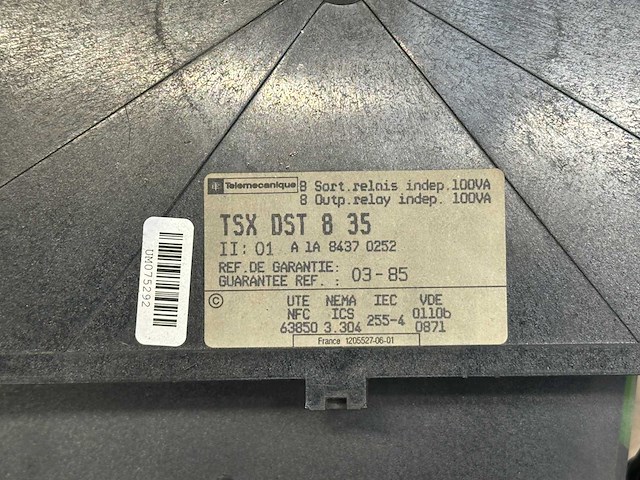 Telemecanique 8 Sort.relais indep.100VA
8 Outp.relay indep. 100VA
TSX DST 8 35
II: 01 A 1A 8437 0252
REF.DE GARANTIE:
GUARANTEE REF. : 03-85
© UTE NEMA IEC VDE
NFC ICS 255-4 0110b
63850 3.304 0871
France 1205527-06-01
UM075292